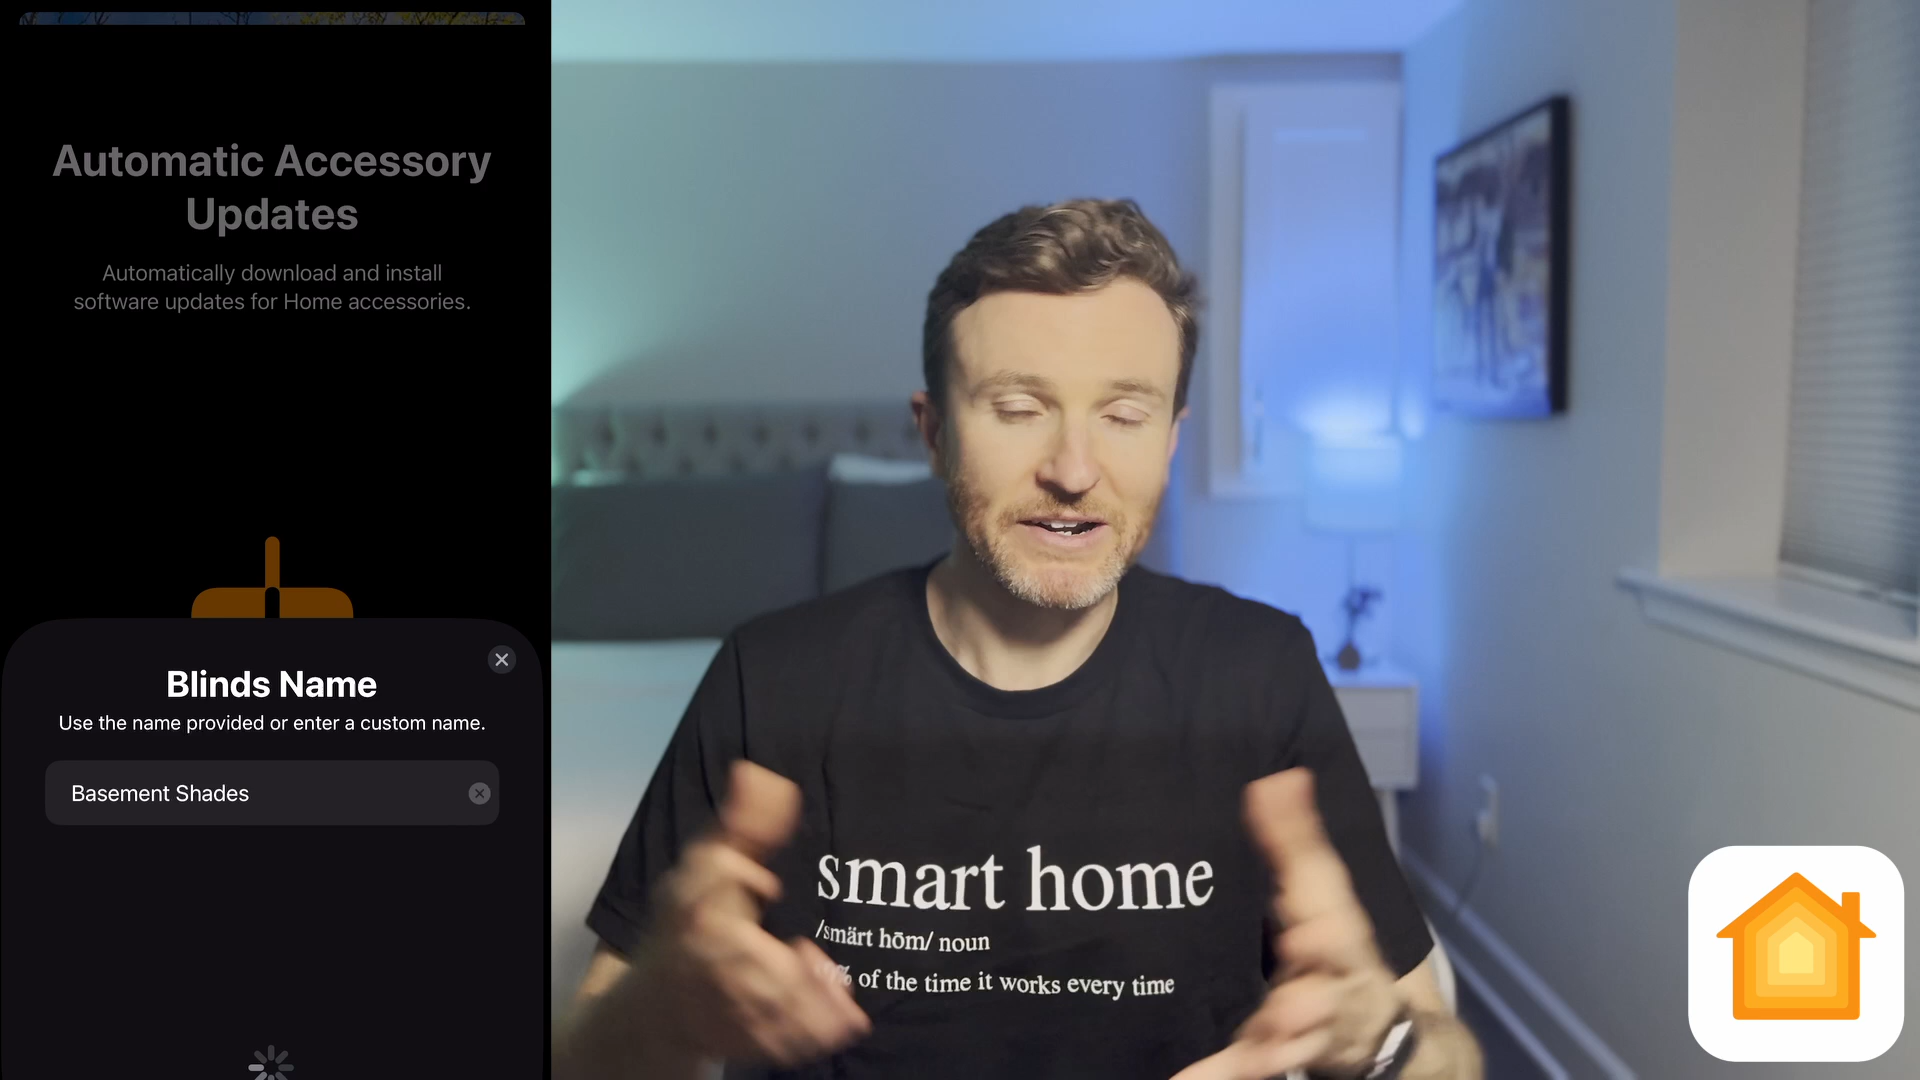 Automatic Accessory
Updates
Automatically download and install
software updates for Home accessories.
Blinds Name
Use the name provided or enter a custom name.
Basement Shades
smart home
/smärt hōm/ noun
% of the time it works every time